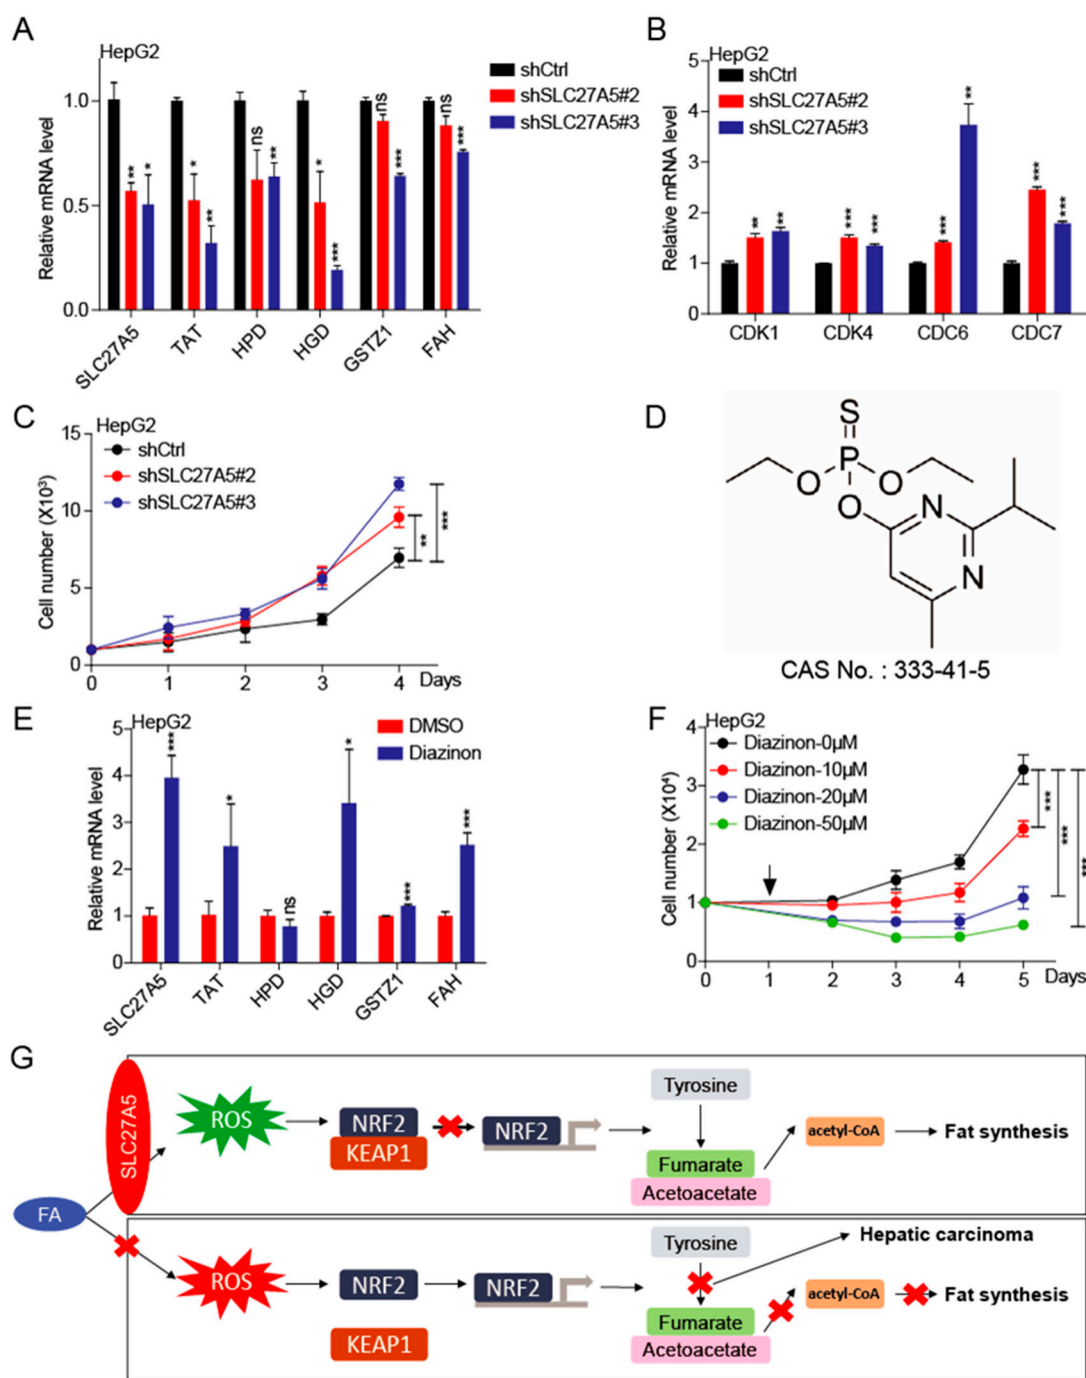 A
HepG2
shCtrl
shSLC27A5#2
shSLC27A5#3
Relative mRNA level
1.0
0.5
0.0
** *
* **
ns **
* ***
ns ***
ns ***
SLC27A5 TAT HPD HGD GSTZ1 FAH
B
HepG2
shCtrl
shSLC27A5#2
shSLC27A5#3
Relative mRNA level
5
4
3
2
1
0
** **
*** ***
*** **
*** ***
CDK1 CDK4 CDC6 CDC7
C
HepG2
shCtrl
shSLC27A5#2
shSLC27A5#3
Cell number (X10³)
15
10
5
0
** ***
0 1 2 3 4 Days
D
S
P
O O
O
N
N
CAS No. : 333-41-5
E
HepG2
DMSO
Diazinon
Relative mRNA level
5
4
3
2
1
0
*** * ns * *** ***
SLC27A5 TAT HPD HGD GSTZ1 FAH
F
HepG2
Diazinon-0μM
Diazinon-10μM
Diazinon-20μM
Diazinon-50μM
Cell number (X10⁴)
4
3
2
1
0
*** *** ***
0 1 2 3 4 5 Days
G
SLC27A5
FA
ROS
NRF2
KEAP1
NRF2
Tyrosine
Fumarate
Acetoacetate
acetyl-CoA
Fat synthesis
ROS
NRF2
KEAP1
NRF2
Tyrosine
Fumarate
Acetoacetate
Hepatic carcinoma
acetyl-CoA
Fat synthesis